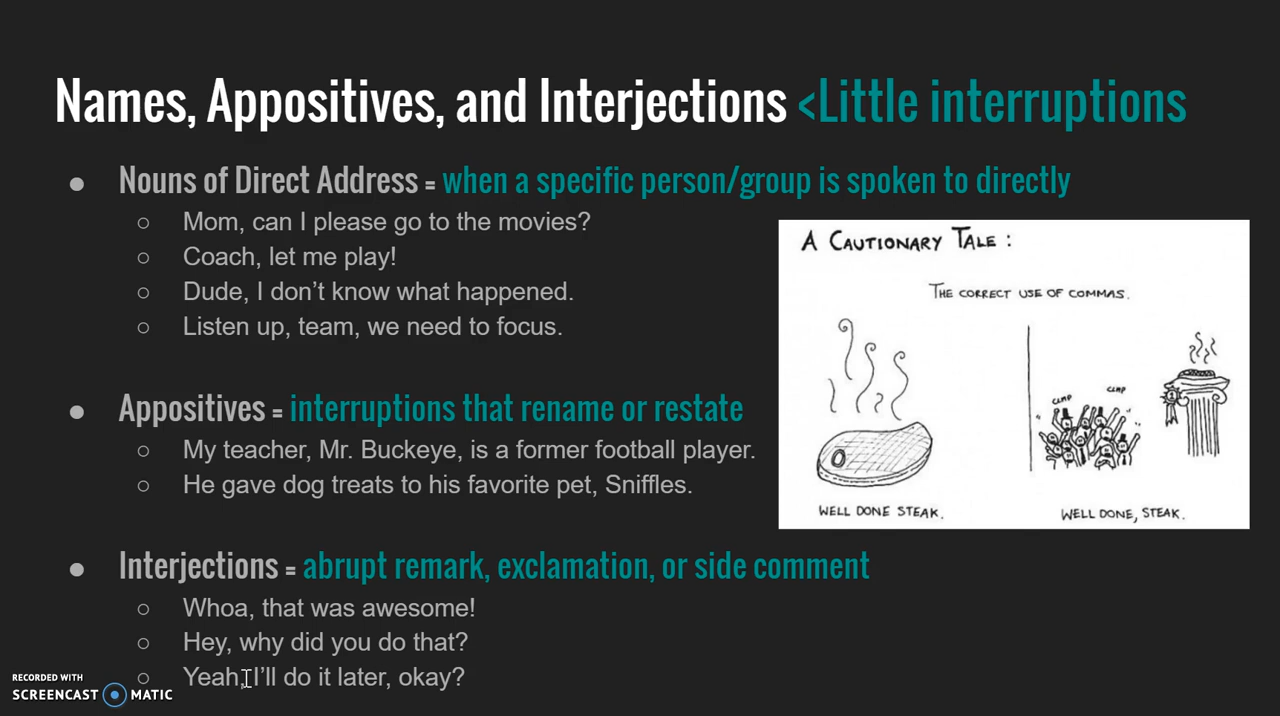 Names, Appositives, and Interjections <Little interruptions
● Nouns of Direct Address = when a specific person/group is spoken to directly
○ Mom, can I please go to the movies?
○ Coach, let me play!
○ Dude, I don’t know what happened.
○ Listen up, team, we need to focus.
● Appositives = interruptions that rename or restate
○ My teacher, Mr. Buckeye, is a former football player.
○ He gave dog treats to his favorite pet, Sniffles.
● Interjections = abrupt remark, exclamation, or side comment
○ Whoa, that was awesome!
○ Hey, why did you do that?
○ Yeah, I’ll do it later, okay?
A CAUTIONARY TALE :
THE CORRECT USE OF COMMAS.
CLAP
CLAP
WELL DONE STEAK.
WELL DONE, STEAK.
RECORDED WITH
SCREENCAST MATIC